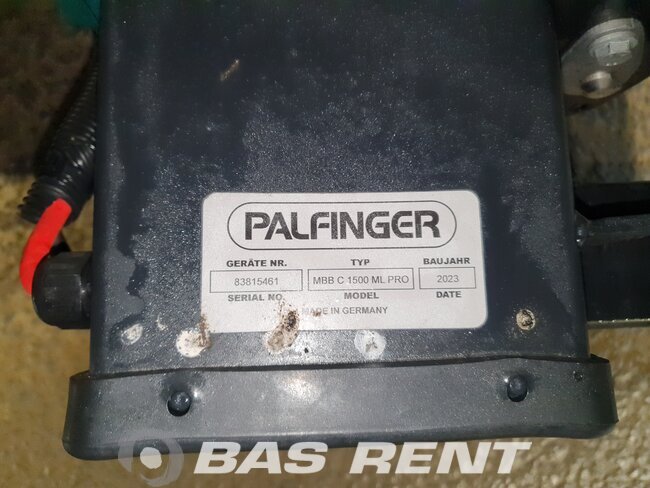 PALFINGER
GERÄTE NR. TYP BAUJAHR
83815461 MBB C 1500 ML PRO 2023
SERIAL NO. MODEL DATE
MADE IN GERMANY
BAS RENT